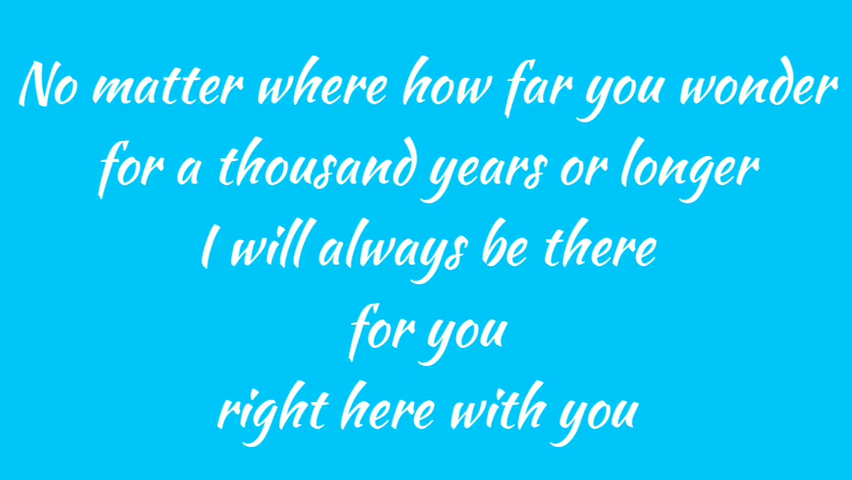 No matter where how far you wonder
for a thousand years or longer
I will always be there
for you
right here with you